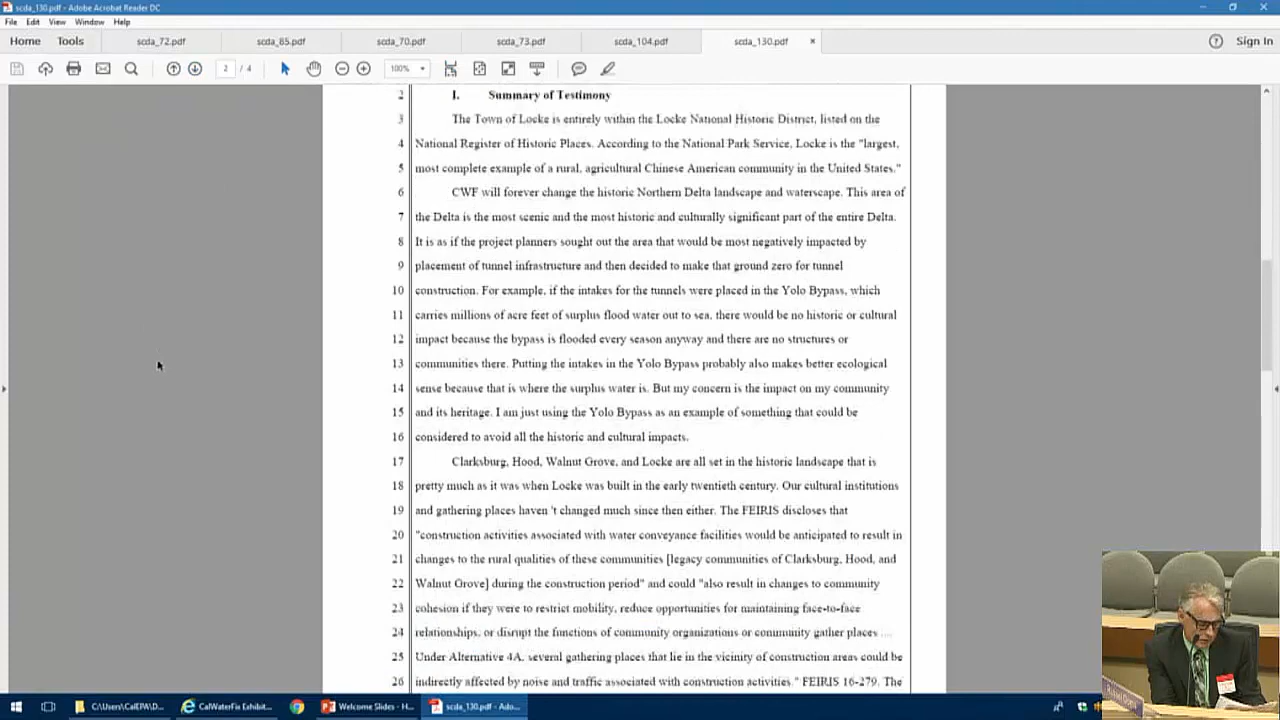 scda_130.pdf - Adobe Acrobat Reader DC
File Edit View Window Help
Home Tools scda_72.pdf scda_85.pdf scda_70.pdf scda_73.pdf scda_104.pdf scda_130.pdf × Sign In
2 / 4 100%
2 I. Summary of Testimony
3 The Town of Locke is entirely within the Locke National Historic District, listed on the
4 National Register of Historic Places. According to the National Park Service, Locke is the "largest,
5 most complete example of a rural, agricultural Chinese American community in the United States."
6 CWF will forever change the historic Northern Delta landscape and waterscape. This area of
7 the Delta is the most scenic and the most historic and culturally significant part of the entire Delta.
8 It is as if the project planners sought out the area that would be most negatively impacted by
9 placement of tunnel infrastructure and then decided to make that ground zero for tunnel
10 construction. For example, if the intakes for the tunnels were placed in the Yolo Bypass, which
11 carries millions of acre feet of surplus flood water out to sea, there would be no historic or cultural
12 impact because the bypass is flooded every season anyway and there are no structures or
13 communities there. Putting the intakes in the Yolo Bypass probably also makes better ecological
14 sense because that is where the surplus water is. But my concern is the impact on my community
15 and its heritage. I am just using the Yolo Bypass as an example of something that could be
16 considered to avoid all the historic and cultural impacts.
17 Clarksburg, Hood, Walnut Grove, and Locke are all set in the historic landscape that is
18 pretty much as it was when Locke was built in the early twentieth century. Our cultural institutions
19 and gathering places haven 't changed much since then either. The FEIRIS discloses that
20 "construction activities associated with water conveyance facilities would be anticipated to result in
21 changes to the rural qualities of these communities [legacy communities of Clarksburg, Hood, and
22 Walnut Grove] during the construction period" and could "also result in changes to community
23 cohesion if they were to restrict mobility, reduce opportunities for maintaining face-to-face
24 relationships, or disrupt the functions of community organizations or community gather places ....
25 Under Alternative 4A, several gathering places that lie in the vicinity of construction areas could be
26 indirectly affected by noise and traffic associated with construction activities." FEIRIS 16-279. The
C:\Users\CalEPA\D... CalWaterFix Exhibit... Welcome Slides - H... scda_130.pdf - Ado...